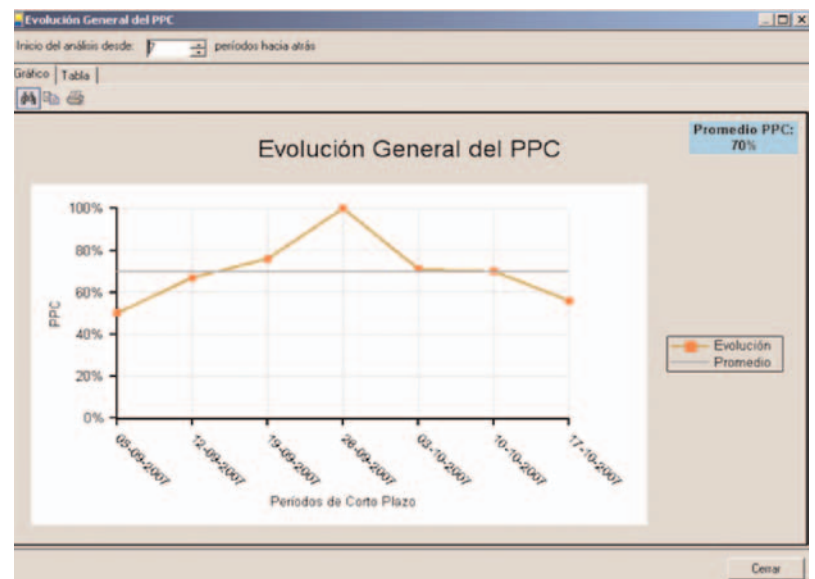 Evolución General del PPC
Inicio del análisis desde: 7 períodos hacia atrás
Gráfico Tabla
Promedio PPC:
70%
Evolución General del PPC
100%
80%
60%
40%
20%
0%
PPC
05-09-2007
12-09-2007
19-09-2007
26-09-2007
03-10-2007
10-10-2007
17-10-2007
Períodos de Corto Plazo
Evolución
Promedio
Cerrar